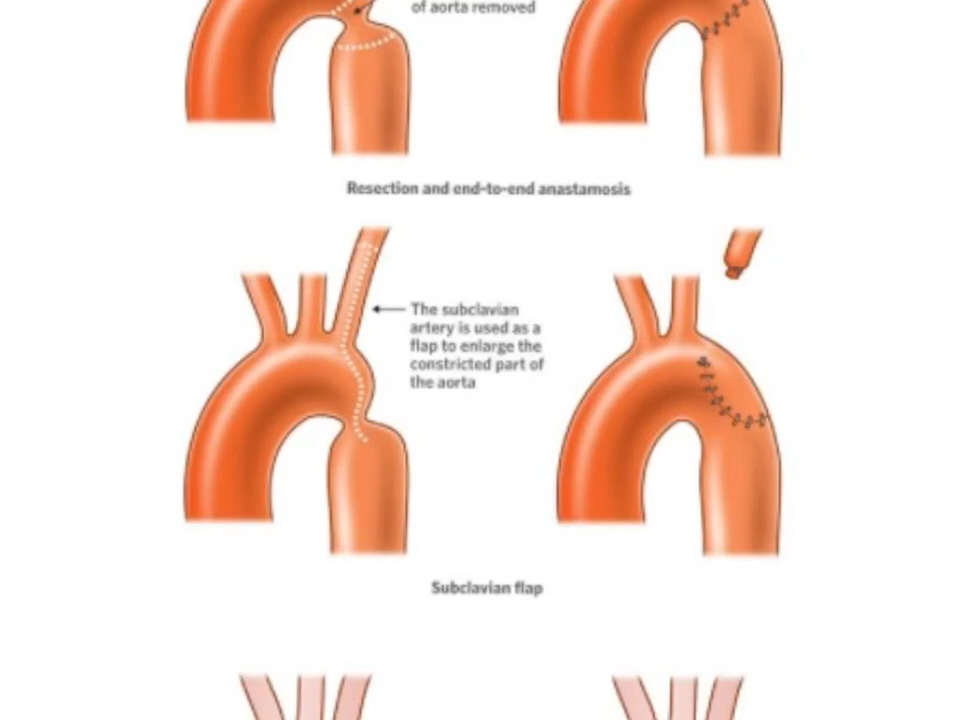 of aorta removed
Resection and end-to-end anastamosis
The subclavian
artery is used as a
flap to enlarge the
constricted part of
the aorta
Subclavian flap